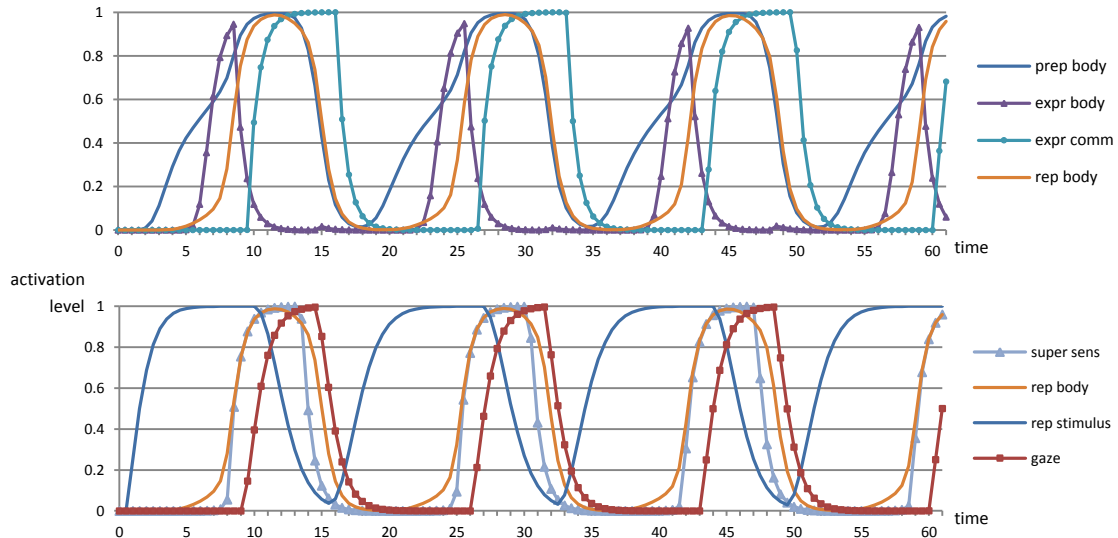 1
0.8
0.6
0.4
0.2
0
0 5 10 15 20 25 30 35 40 45 50 55 60
time
prep body
expr body
expr comm
rep body
activation
level
1
0.8
0.6
0.4
0.2
0
0 5 10 15 20 25 30 35 40 45 50 55 60
time
super sens
rep body
rep stimulus
gaze